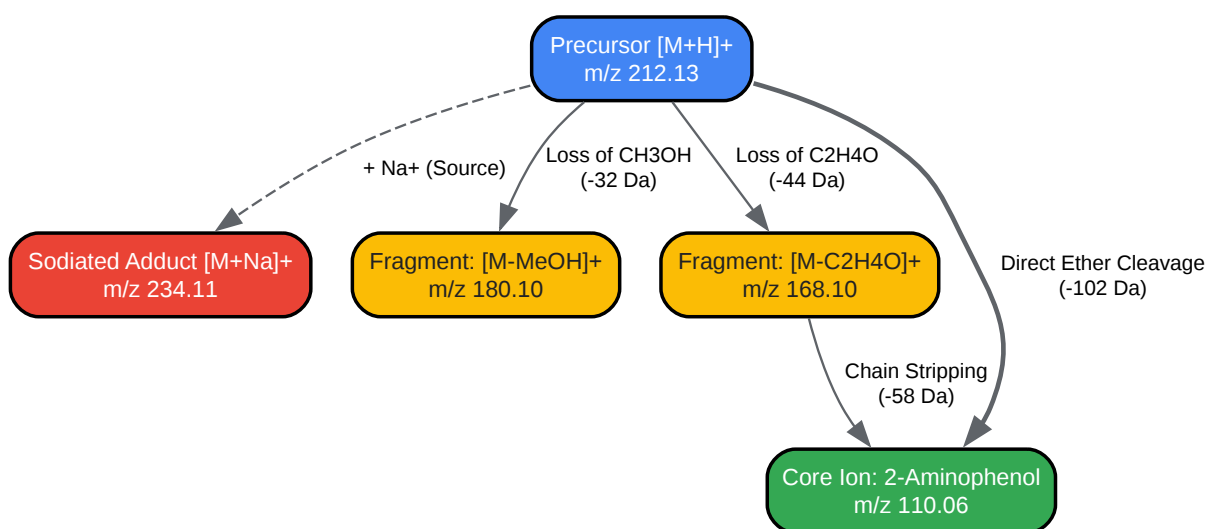 Precursor [M+H]+
m/z 212.13
+ Na+ (Source)
Loss of CH3OH
(-32 Da)
Loss of C2H4O
(-44 Da)
Direct Ether Cleavage
(-102 Da)
Sodiated Adduct [M+Na]+
m/z 234.11
Fragment: [M-MeOH]+
m/z 180.10
Fragment: [M-C2H4O]+
m/z 168.10
Chain Stripping
(-58 Da)
Core Ion: 2-Aminophenol
m/z 110.06